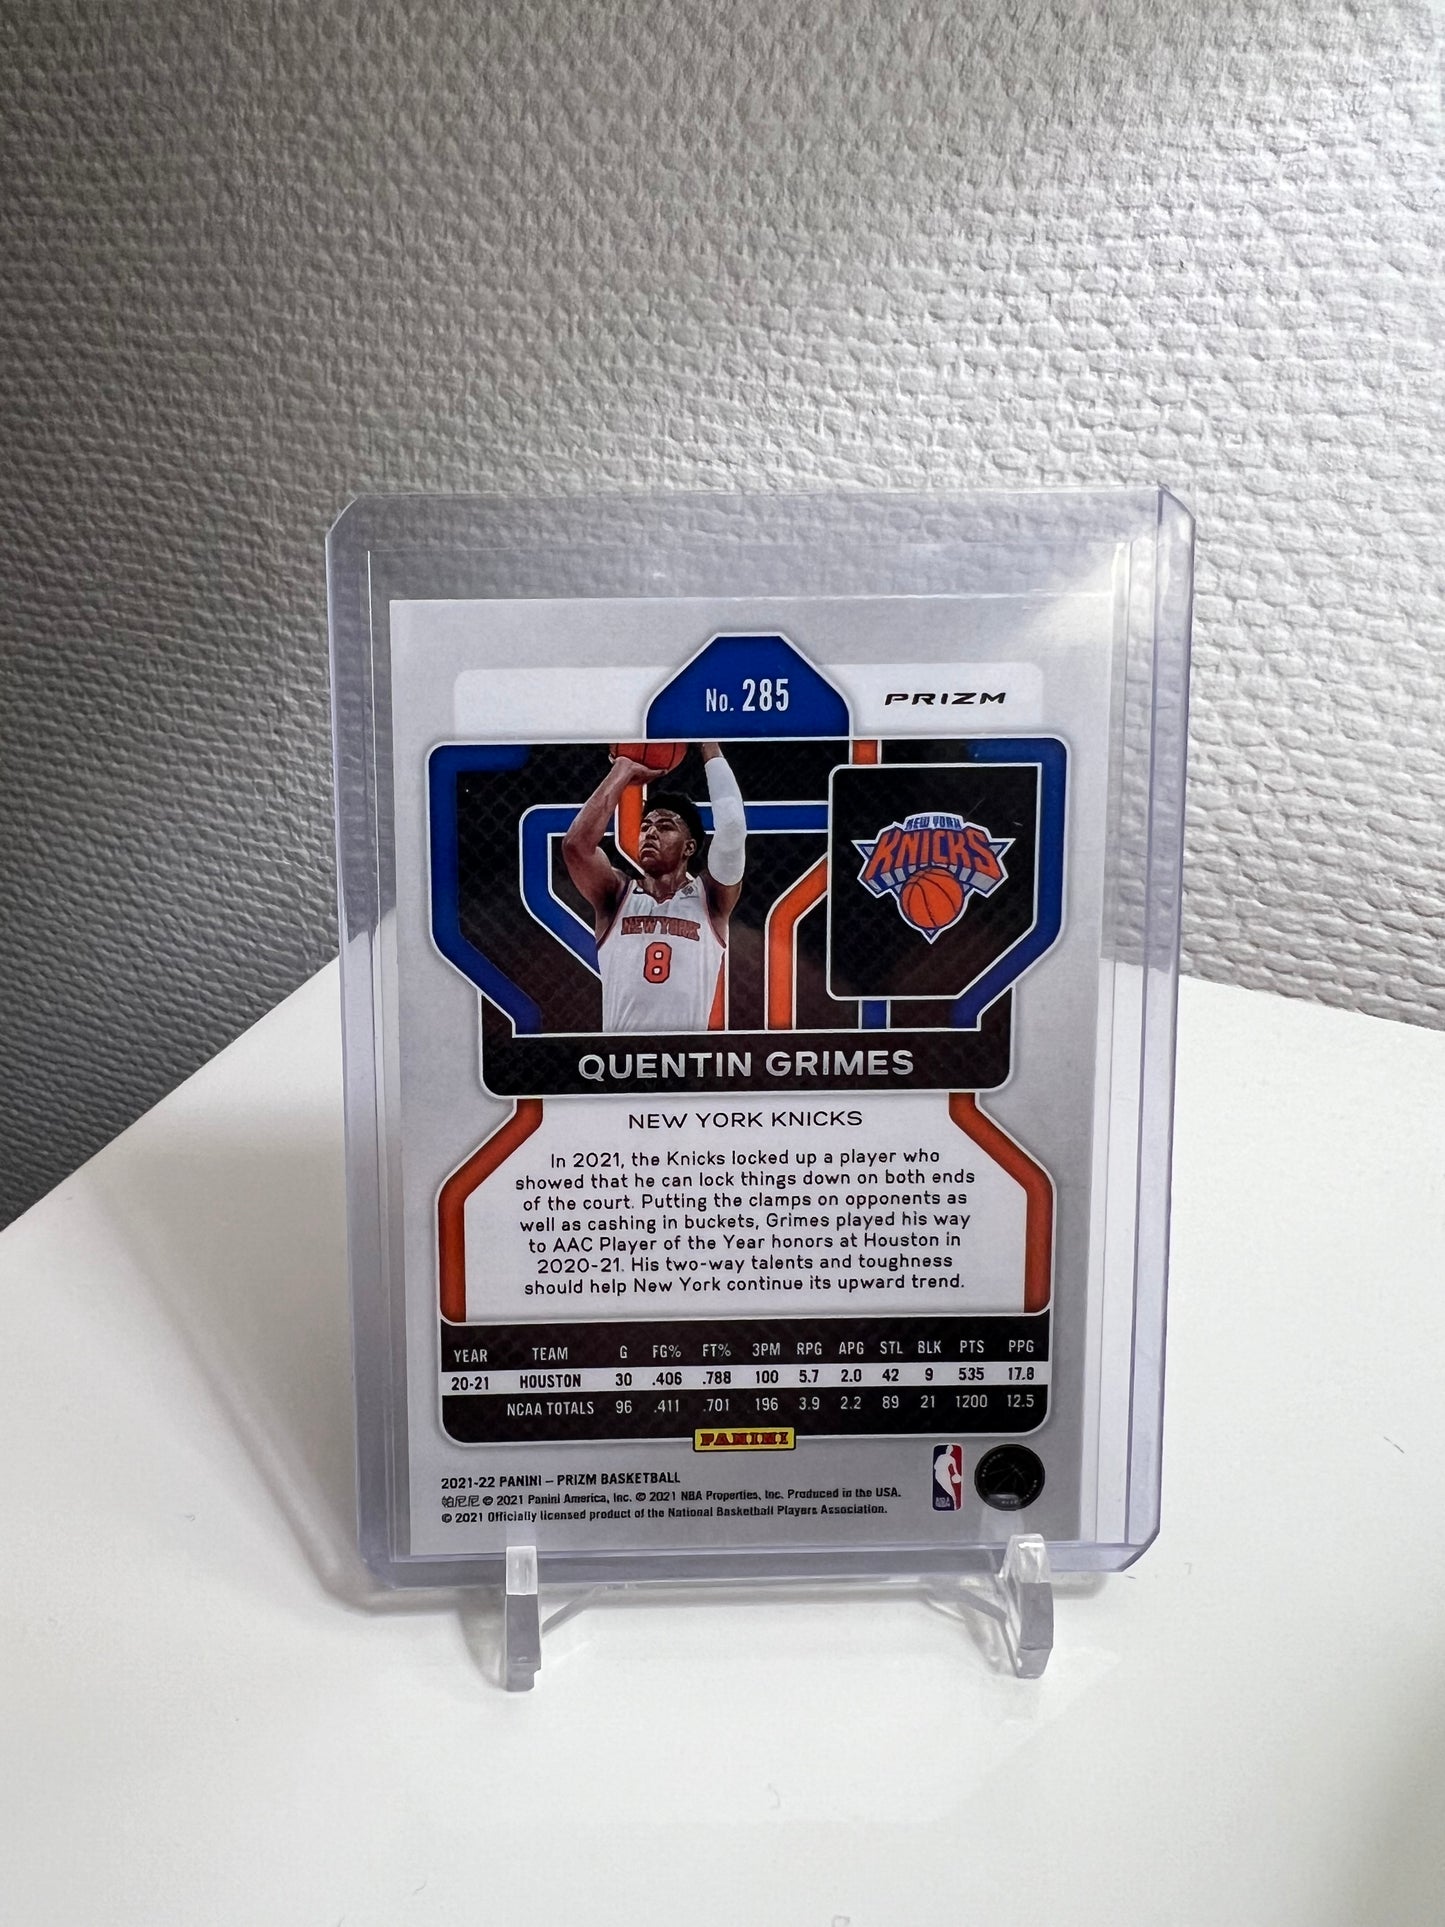 No. 285
PRIZM
NEW YORK
KNICKS
NEW YORK
8
QUENTIN GRIMES
NEW YORK KNICKS
In 2021, the Knicks locked up a player who
showed that he can lock things down on both ends
of the court. Putting the clamps on opponents as
well as cashing in buckets, Grimes played his way
to AAC Player of the Year honors at Houston in
2020-21. His two-way talents and toughness
should help New York continue its upward trend.
YEAR TEAM G FG% FT% 3PM RPG APG STL BLK PTS PPG
20-21 HOUSTON 30 .406 .788 100 5.7 2.0 42 9 535 17.8
NCAA TOTALS 96 .411 .701 196 3.9 2.2 89 21 1200 12.5
PANINI
2021-22 PANINI – PRIZM BASKETBALL
帕尼尼 © 2021 Panini America, Inc. © 2021 NBA Properties, Inc. Produced in the USA.
© 2021 Officially licensed product of the National Basketball Players Association.